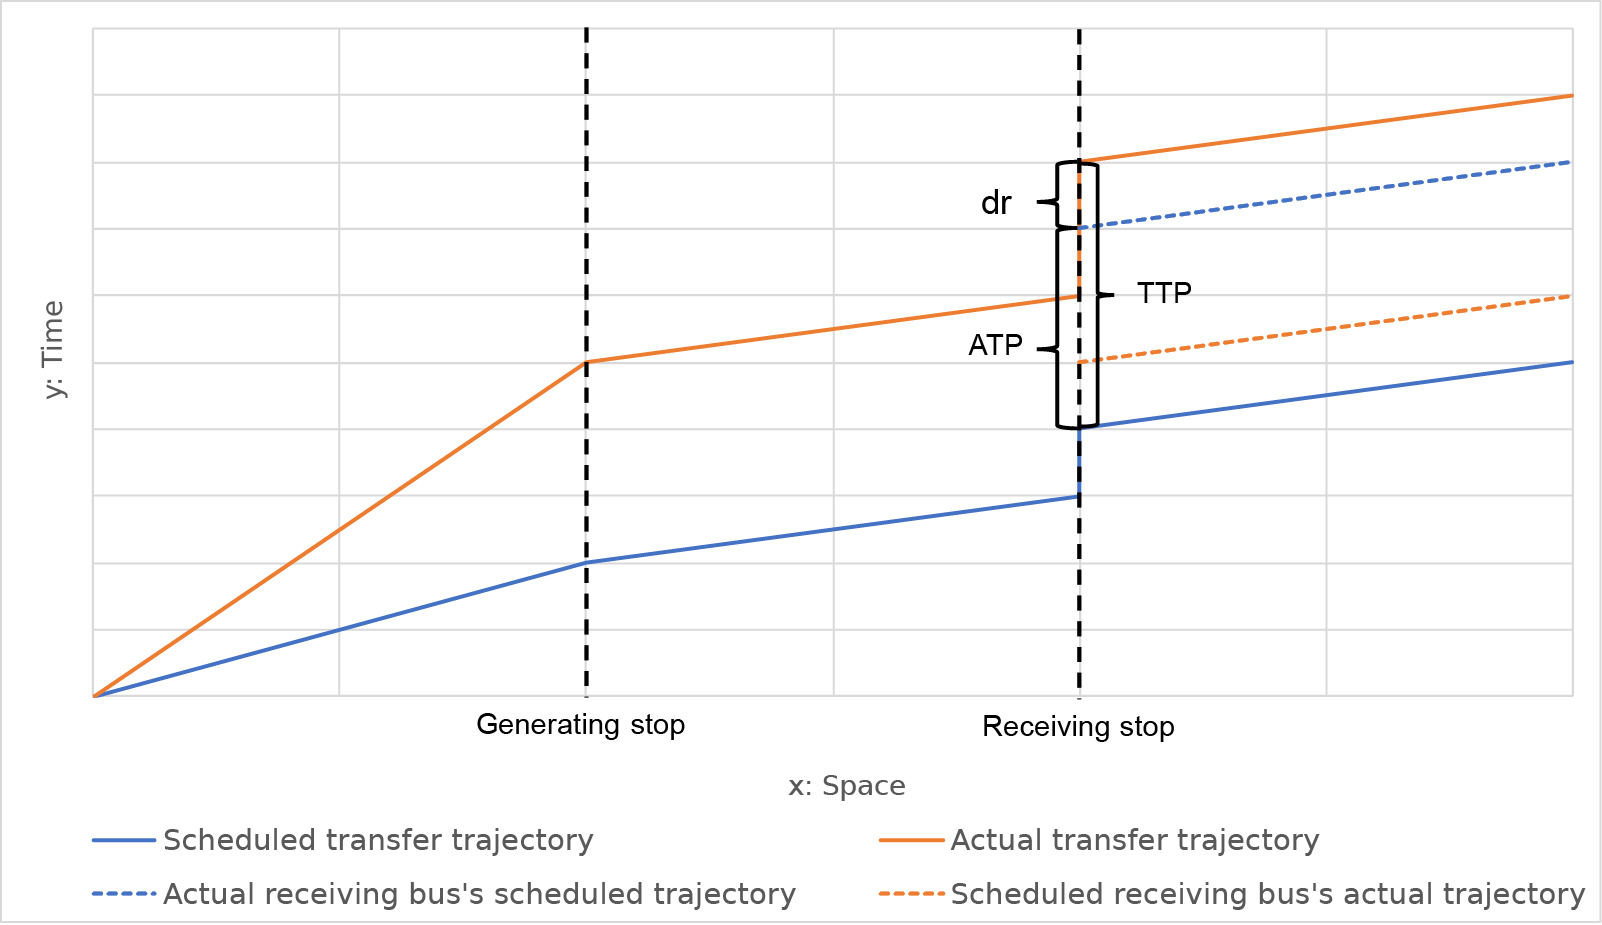 dr
TTP
ATP
y: Time
Generating stop
Receiving stop
x: Space
Scheduled transfer trajectory
Actual transfer trajectory
Actual receiving bus's scheduled trajectory
Scheduled receiving bus's actual trajectory